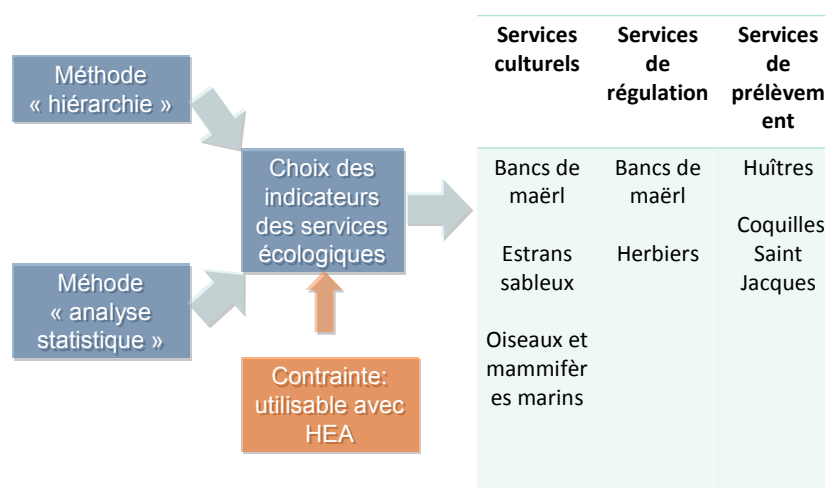 Méthode
« hiérarchie »
Méhode
« analyse
statistique »
Choix des
indicateurs
des services
écologiques
Contrainte:
utilisable avec
HEA
Services
culturels
Services
de
régulation
Services
de
prélèvem
ent
Bancs de
maërl
Estrans
sableux
Oiseaux et
mammifèr
es marins
Bancs de
maërl
Herbiers
Huîtres
Coquilles
Saint
Jacques